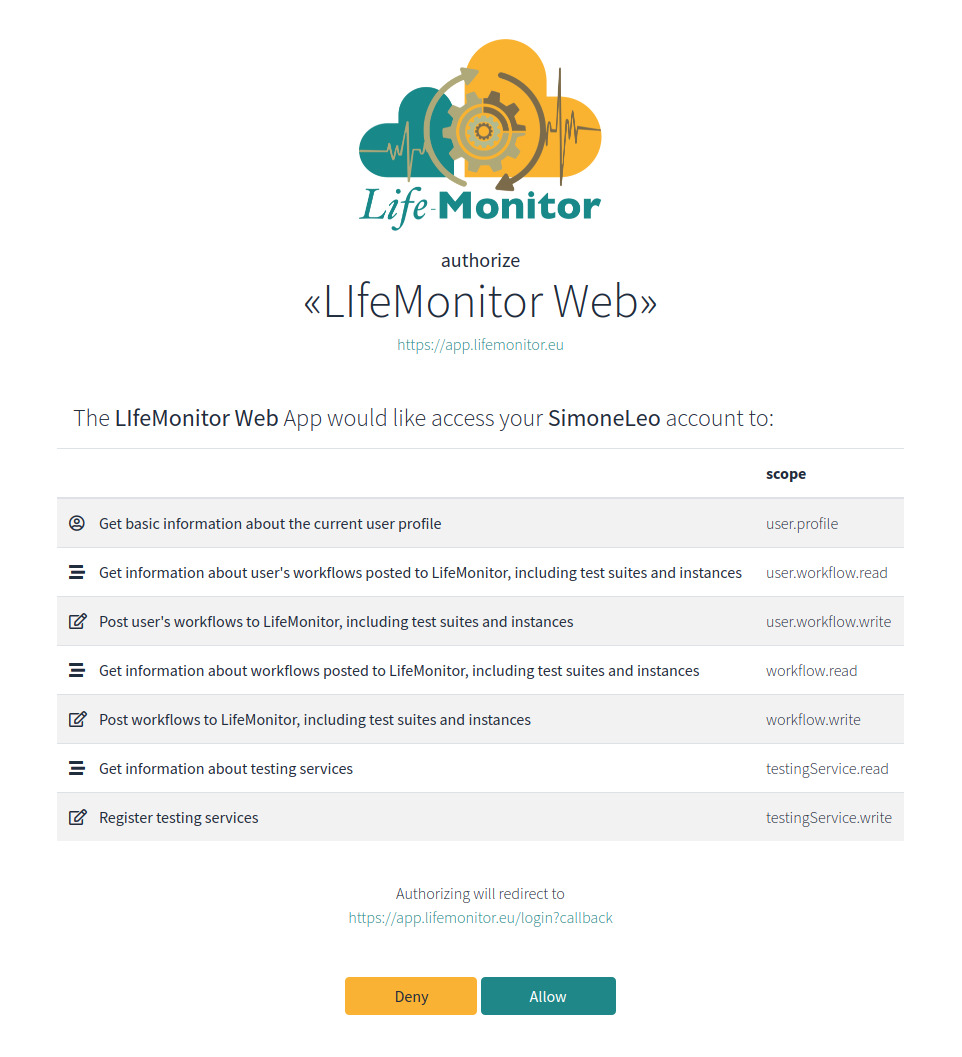 Life-Monitor
authorize
«LIfeMonitor Web»
https://app.lifemonitor.eu
The LIfeMonitor Web App would like access your SimoneLeo account to:
scope
Get basic information about the current user profile user.profile
Get information about user's workflows posted to LifeMonitor, including test suites and instances user.workflow.read
Post user's workflows to LifeMonitor, including test suites and instances user.workflow.write
Get information about workflows posted to LifeMonitor, including test suites and instances workflow.read
Post workflows to LifeMonitor, including test suites and instances workflow.write
Get information about testing services testingService.read
Register testing services testingService.write
Authorizing will redirect to
https://app.lifemonitor.eu/login?callback
Deny Allow